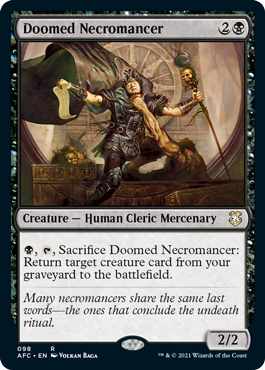 Doomed Necromancer 2
Creature — Human Cleric Mercenary
, , Sacrifice Doomed Necromancer:
Return target creature card from your
graveyard to the battlefield.
Many necromancers share the same last
words—the ones that conclude the undeath
ritual.
2/2
098 R
AFC • EN VOLKAN BAGA
™ & © 2021 Wizards of the Coast